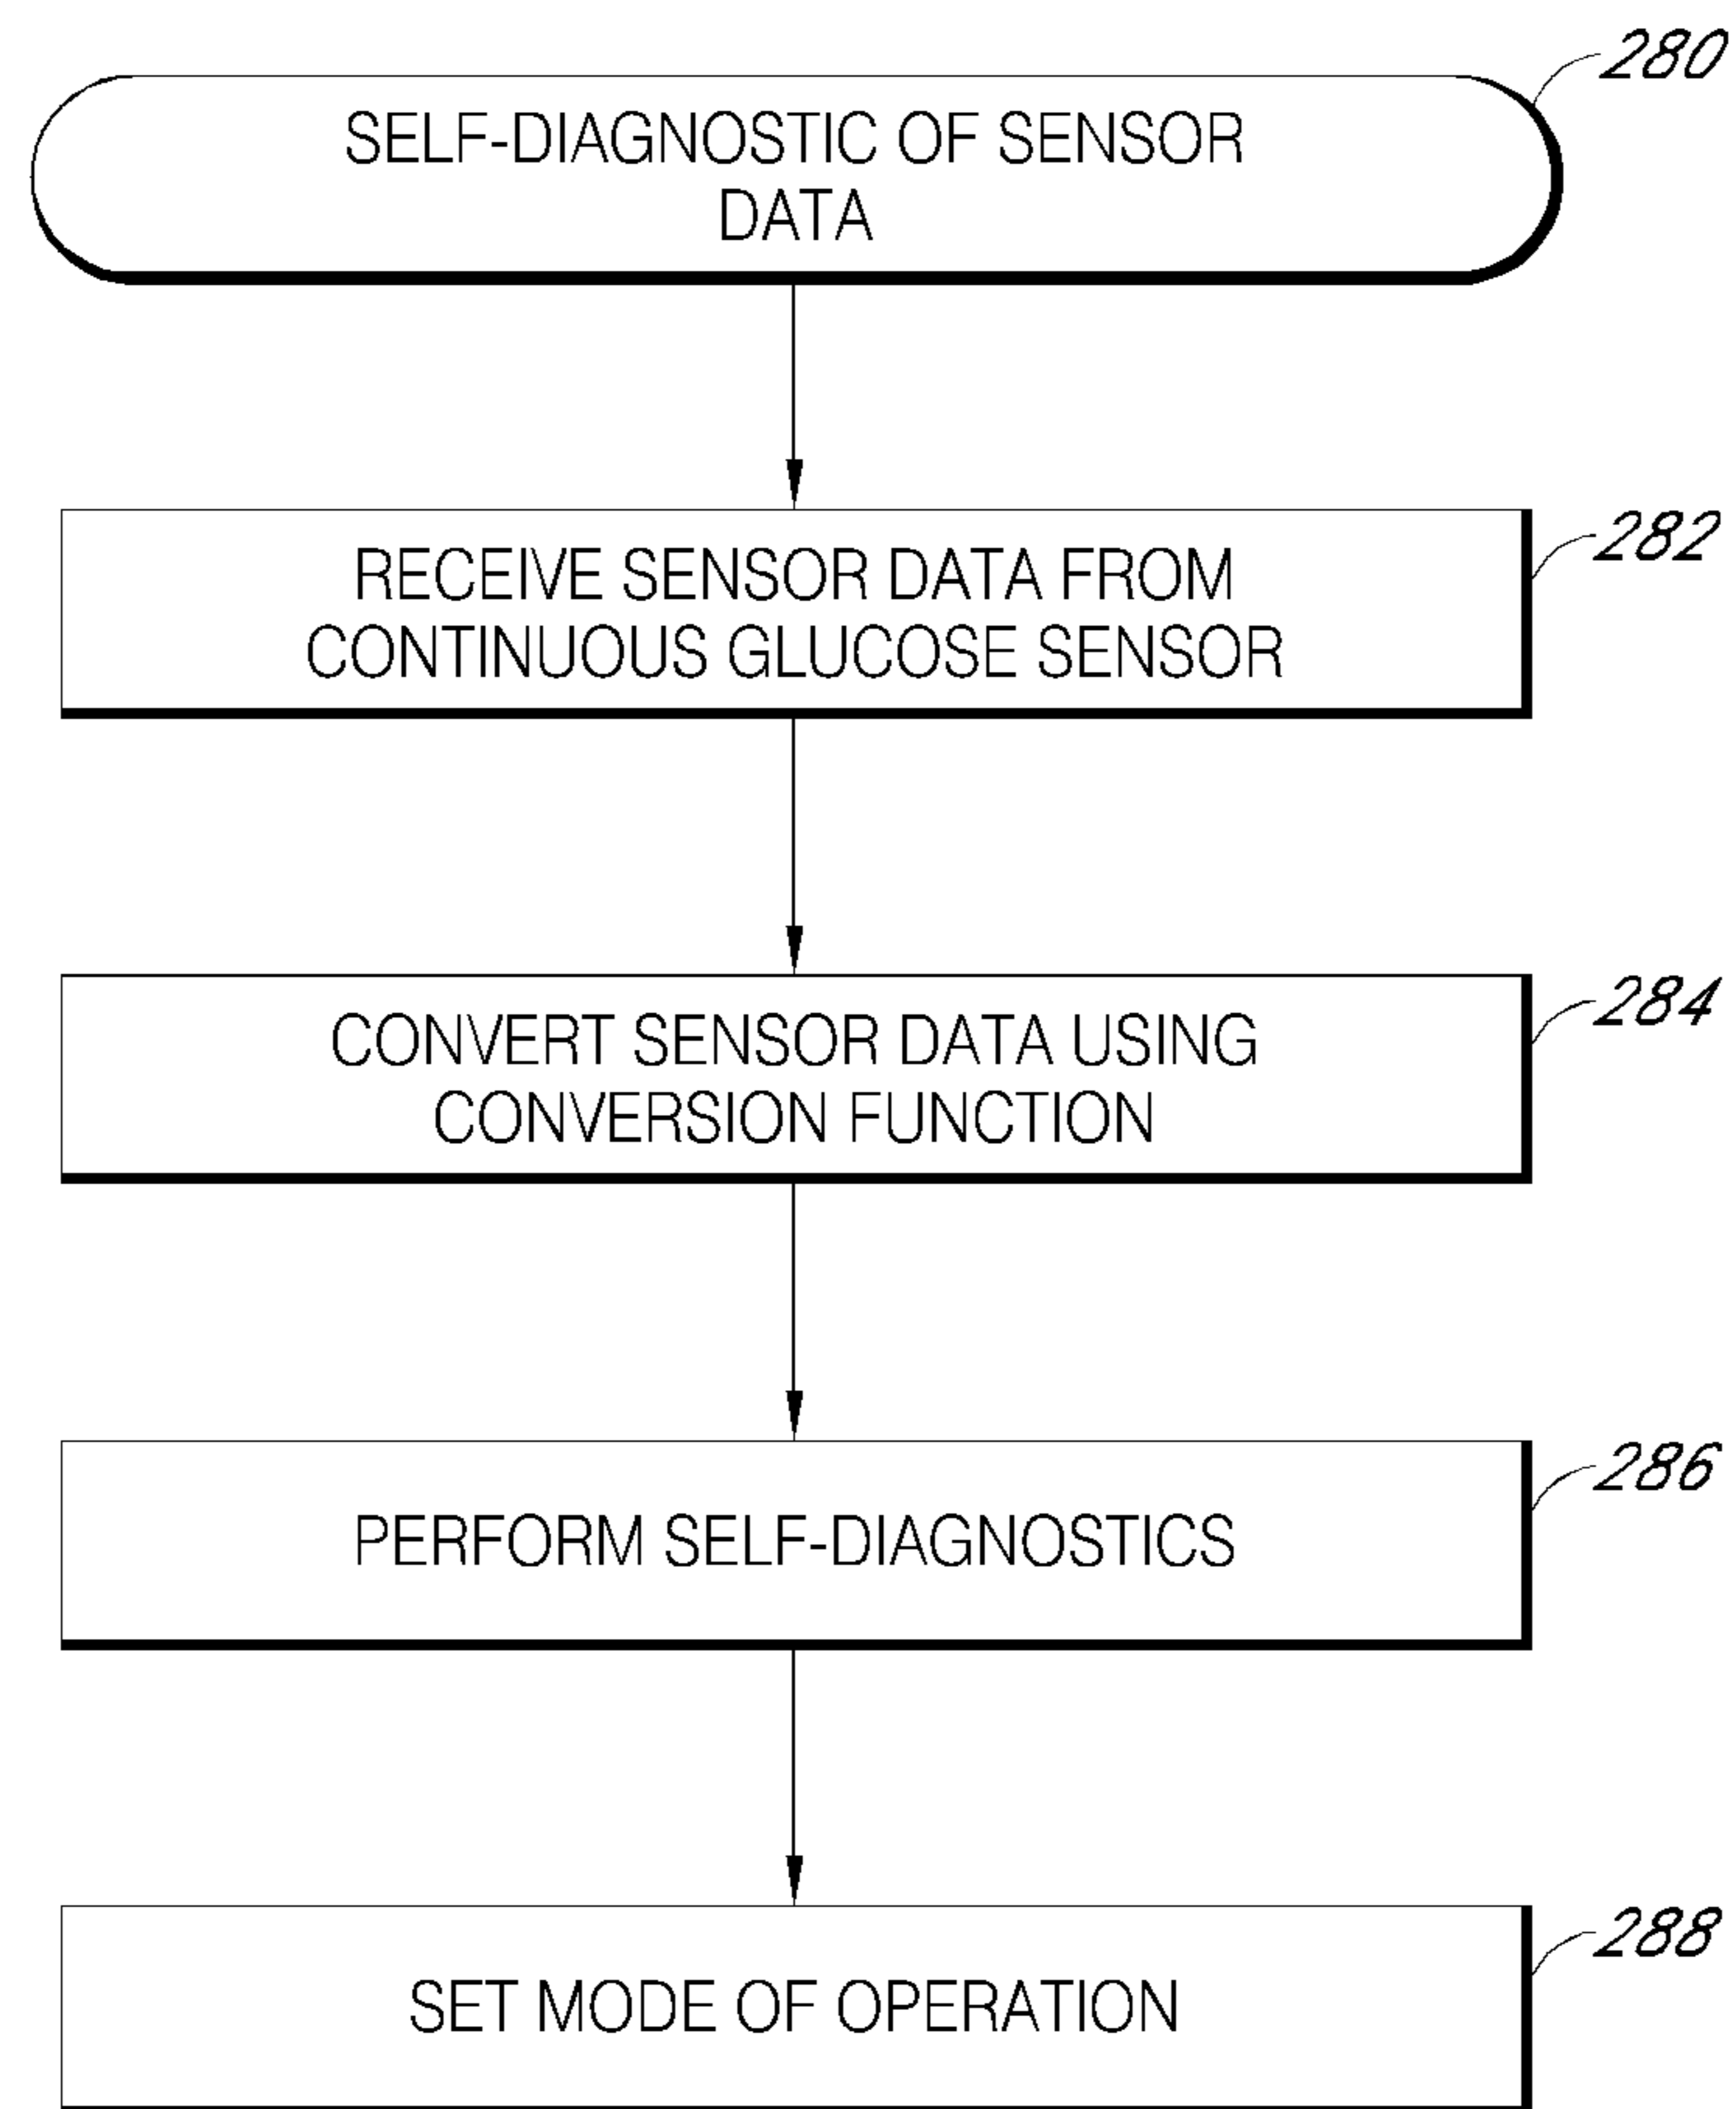 280
SELF-DIAGNOSTIC OF SENSOR
DATA
282
RECEIVE SENSOR DATA FROM
CONTINUOUS GLUCOSE SENSOR
284
CONVERT SENSOR DATA USING
CONVERSION FUNCTION
286
PERFORM SELF-DIAGNOSTICS
288
SET MODE OF OPERATION